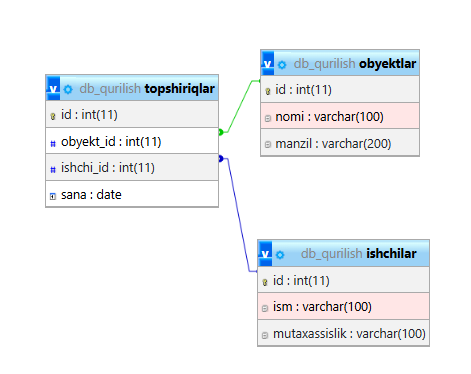 db_qurilish topshiriqlar
id : int(11)
obyekt_id : int(11)
ishchi_id : int(11)
sana : date
db_qurilish obyektlar
id : int(11)
nomi : varchar(100)
manzil : varchar(200)
db_qurilish ishchilar
id : int(11)
ism : varchar(100)
mutaxassislik : varchar(100)